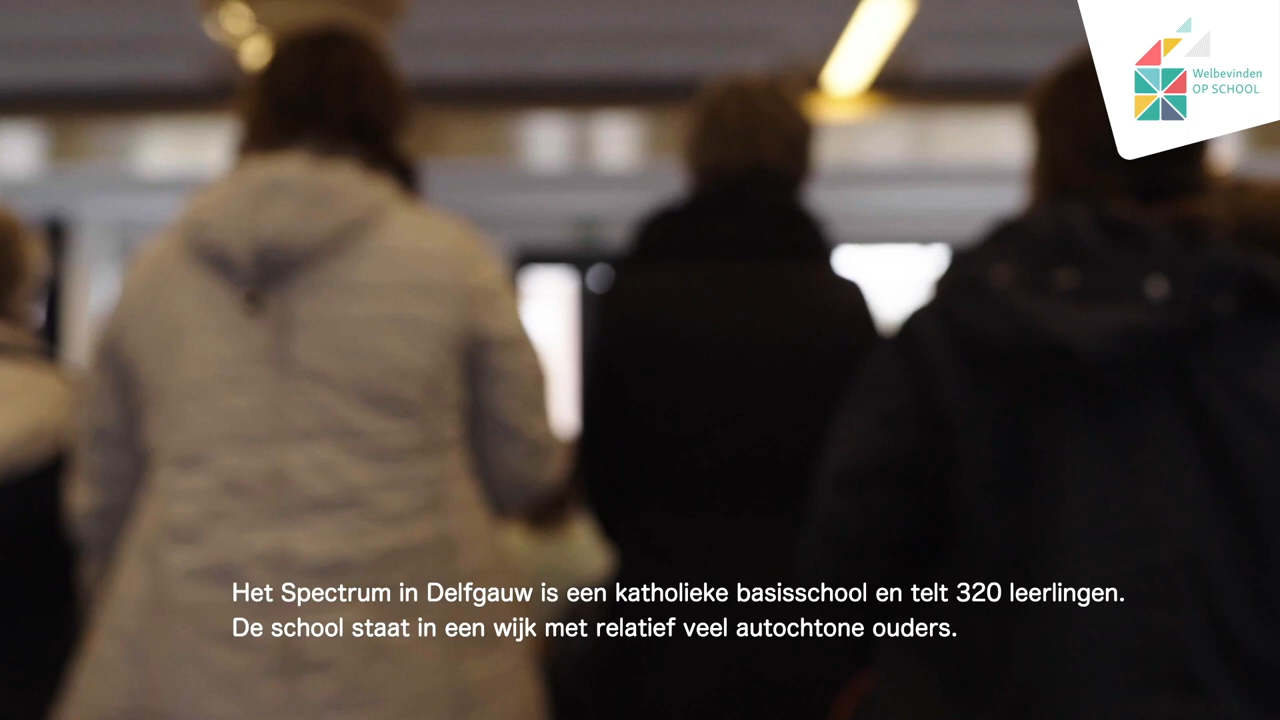 Welbevinden
OP SCHOOL
Het Spectrum in Delfgauw is een katholieke basisschool en telt 320 leerlingen.
De school staat in een wijk met relatief veel autochtone ouders.